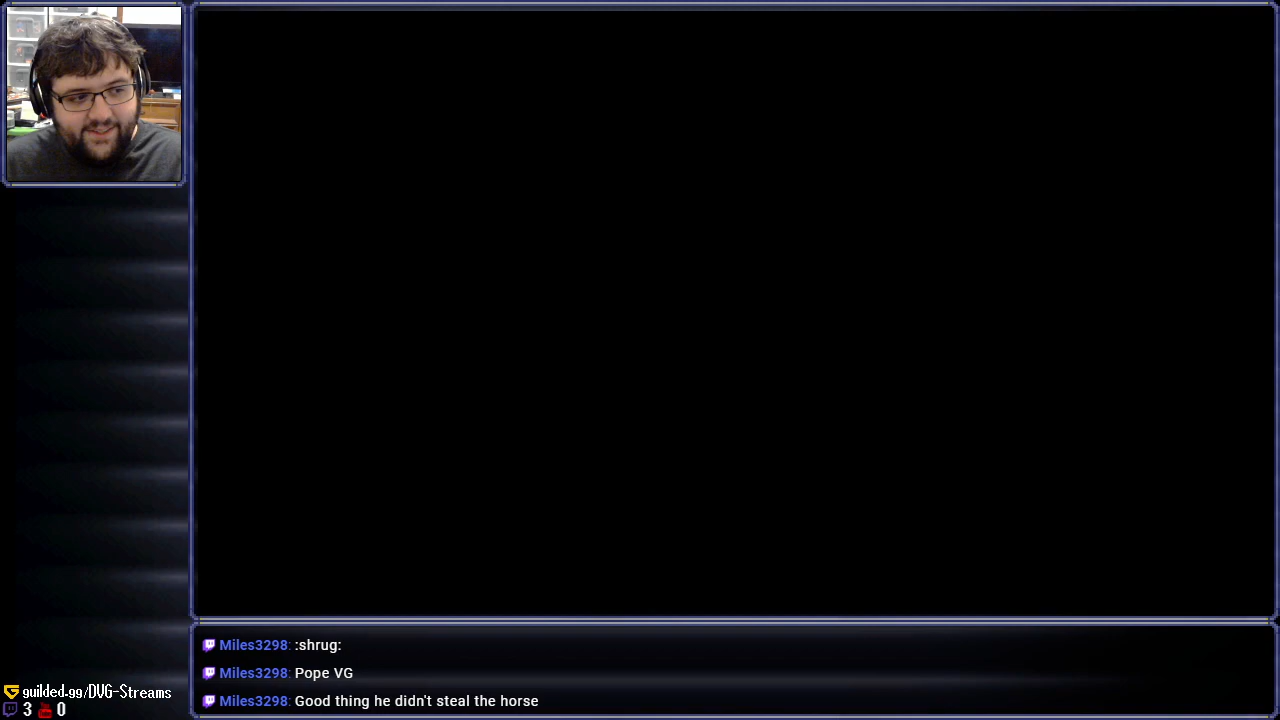 Miles3298: :shrug:
Miles3298: Pope VG
Miles3298: Good thing he didn't steal the horse
guilded.gg/DVG-Streams
3 0